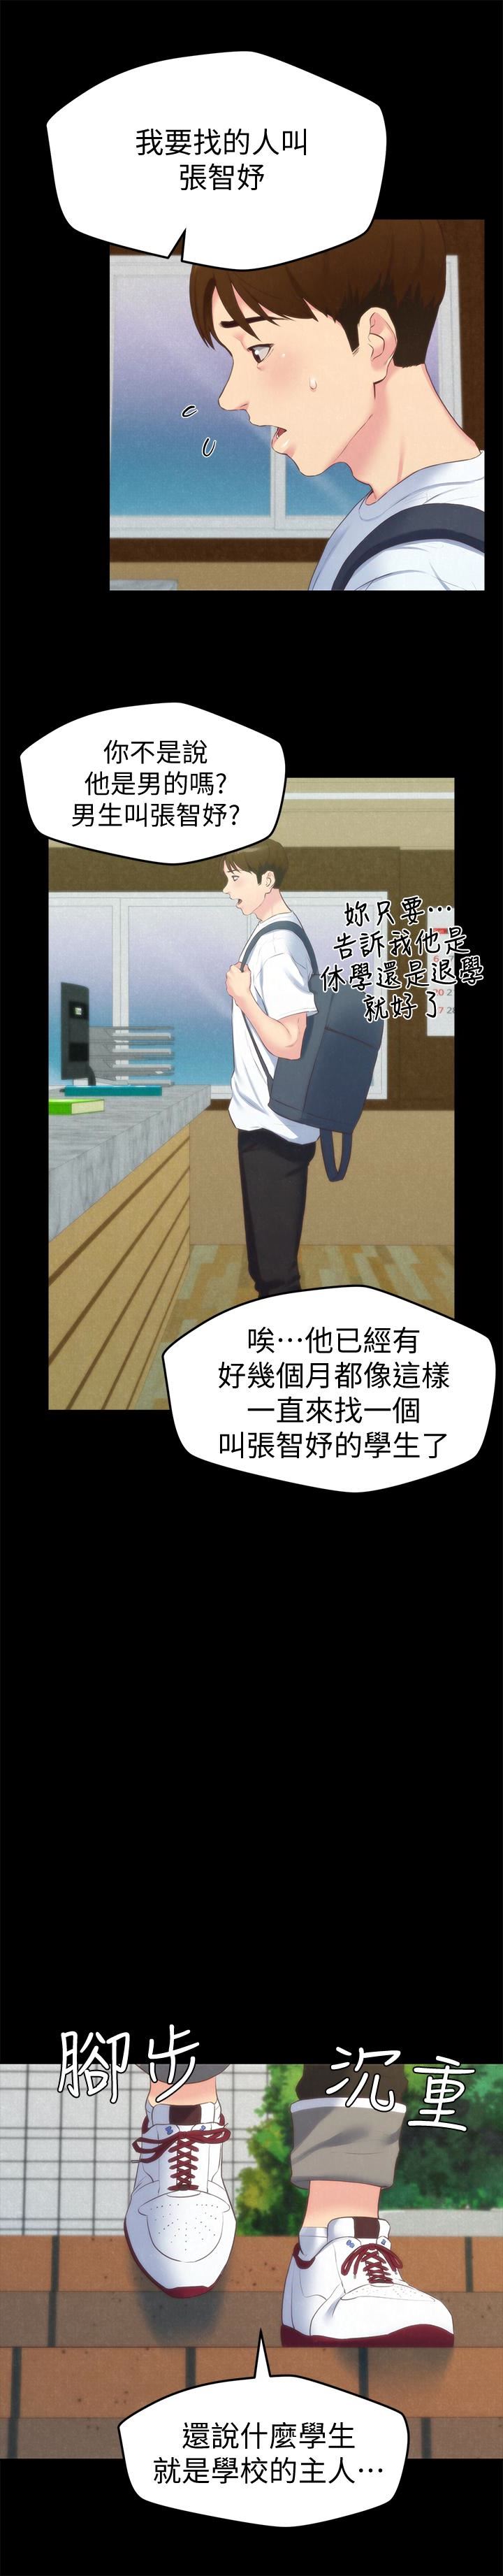 我要找的人叫
張智妤
你不是說
他是男的嗎?
男生叫張智妤?
妳只要…
告訴我他是
休學還是退學
就好了
唉…他已經有
好幾個月都像這樣
一直來找一個
叫張智妤的學生了
腳步
沉重
還說什麼學生
就是學校的主人…